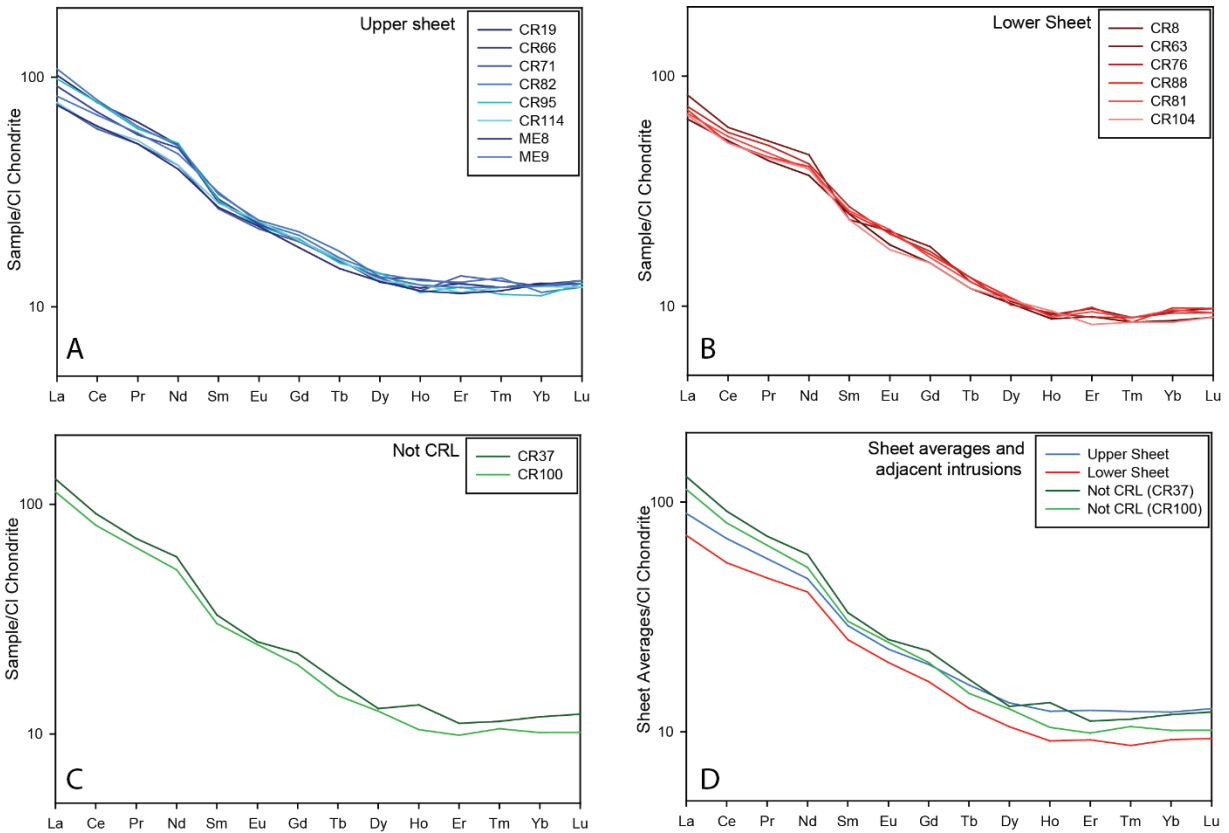 Upper sheet
CR19
CR66
CR71
CR82
CR95
CR114
ME8
ME9
100
10
Sample/CI Chondrite
A
La Ce Pr Nd Sm Eu Gd Tb Dy Ho Er Tm Yb Lu
Lower Sheet
CR8
CR63
CR76
CR88
CR81
CR104
100
10
Sample/CI Chondrite
B
La Ce Pr Nd Sm Eu Gd Tb Dy Ho Er Tm Yb Lu
Not CRL
CR37
CR100
100
10
Sample/CI Chondrite
C
La Ce Pr Nd Sm Eu Gd Tb Dy Ho Er Tm Yb Lu
Sheet averages and
adjacent intrusions
Upper Sheet
Lower Sheet
Not CRL (CR37)
Not CRL (CR100)
100
10
Sheet Averages/CI Chondrite
D
La Ce Pr Nd Sm Eu Gd Tb Dy Ho Er Tm Yb Lu